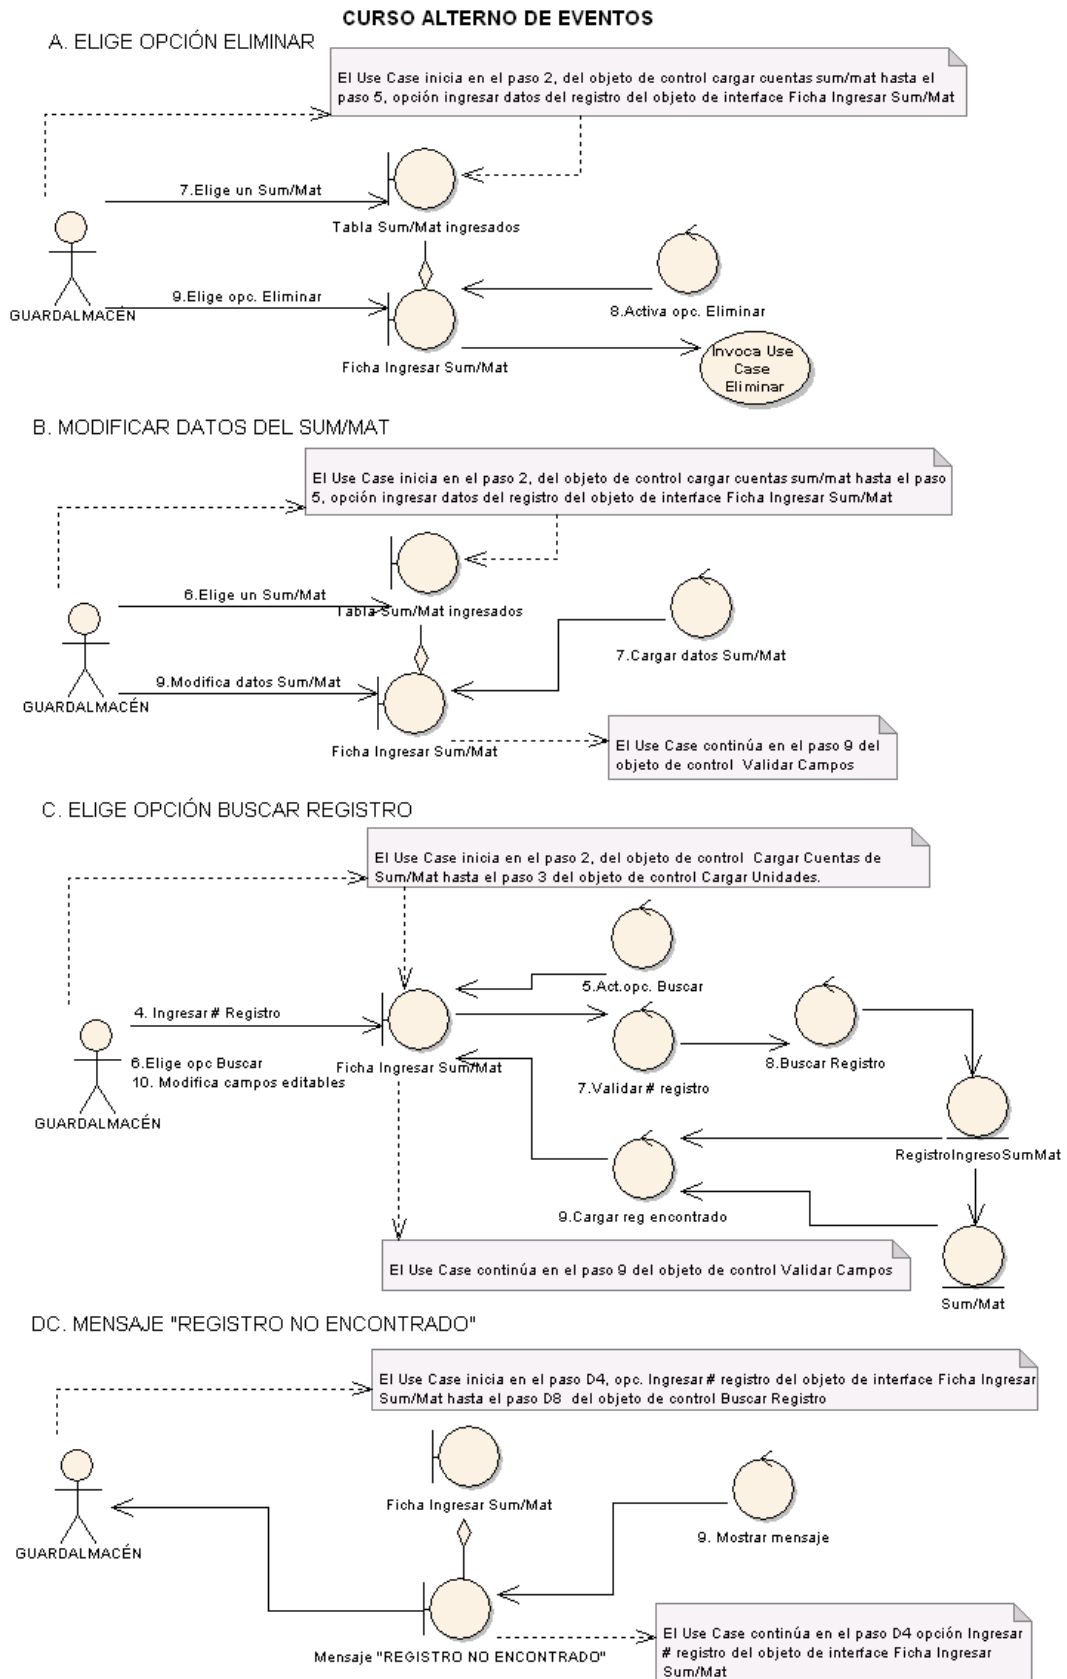 CURSO ALTERNO DE EVENTOS
A. ELIGE OPCIÓN ELIMINAR
El Use Case inicia en el paso 2, del objeto de control cargar cuentas sum/mat hasta el
paso 5, opción ingresar datos del registro del objeto de interface Ficha Ingresar Sum/Mat
7.Elige un Sum/Mat
Tabla Sum/Mat ingresados
9.Elige opc. Eliminar
8.Activa opc. Eliminar
GUARDALMACÉN
Ficha Ingresar Sum/Mat
Invoca Use
Case
Eliminar
B. MODIFICAR DATOS DEL SUM/MAT
El Use Case inicia en el paso 2, del objeto de control cargar cuentas sum/mat hasta el paso
5, opción ingresar datos del registro del objeto de interface Ficha Ingresar Sum/Mat
6.Elige un Sum/Mat
Tabla Sum/Mat ingresados
7.Cargar datos Sum/Mat
9.Modifica datos Sum/Mat
GUARDALMACÉN
Ficha Ingresar Sum/Mat
El Use Case continúa en el paso 9 del
objeto de control Validar Campos
C. ELIGE OPCIÓN BUSCAR REGISTRO
El Use Case inicia en el paso 2, del objeto de control Cargar Cuentas de
Sum/Mat hasta el paso 3 del objeto de control Cargar Unidades.
5.Act.opc. Buscar
4. Ingresar # Registro
6.Elige opc Buscar
10. Modifica campos editables
Ficha Ingresar Sum/Mat
7.Validar # registro
8.Buscar Registro
GUARDALMACÉN
RegistroIngresoSumMat
9.Cargar reg encontrado
El Use Case continúa en el paso 9 del objeto de control Validar Campos
Sum/Mat
DC. MENSAJE "REGISTRO NO ENCONTRADO"
El Use Case inicia en el paso D4, opc. Ingresar # registro del objeto de interface Ficha Ingresar
Sum/Mat hasta el paso D8 del objeto de control Buscar Registro
Ficha Ingresar Sum/Mat
9. Mostrar mensaje
GUARDALMACÉN
Mensaje "REGISTRO NO ENCONTRADO"
El Use Case continúa en el paso D4 opción Ingresar
# registro del objeto de interface Ficha Ingresar
Sum/Mat